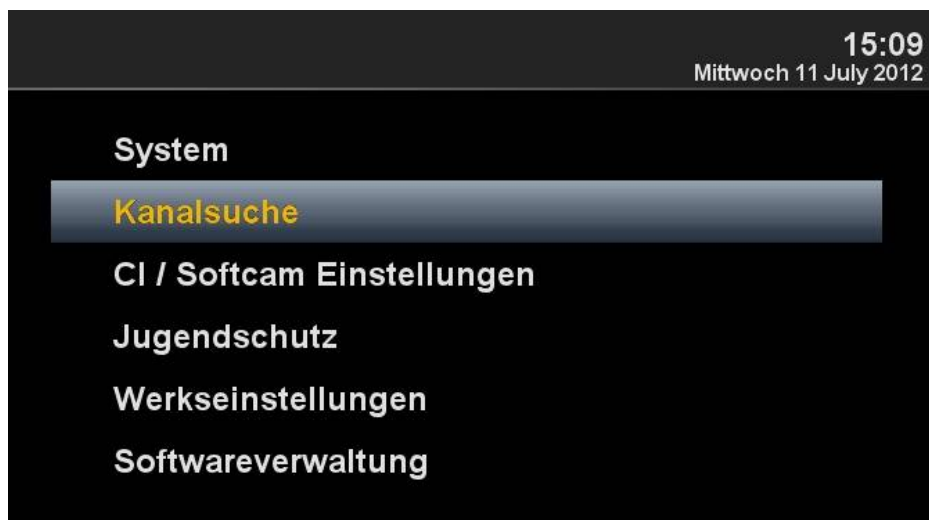 15:09
Mittwoch 11 July 2012
System
Kanalsuche
CI / Softcam Einstellungen
Jugendschutz
Werkseinstellungen
Softwareverwaltung